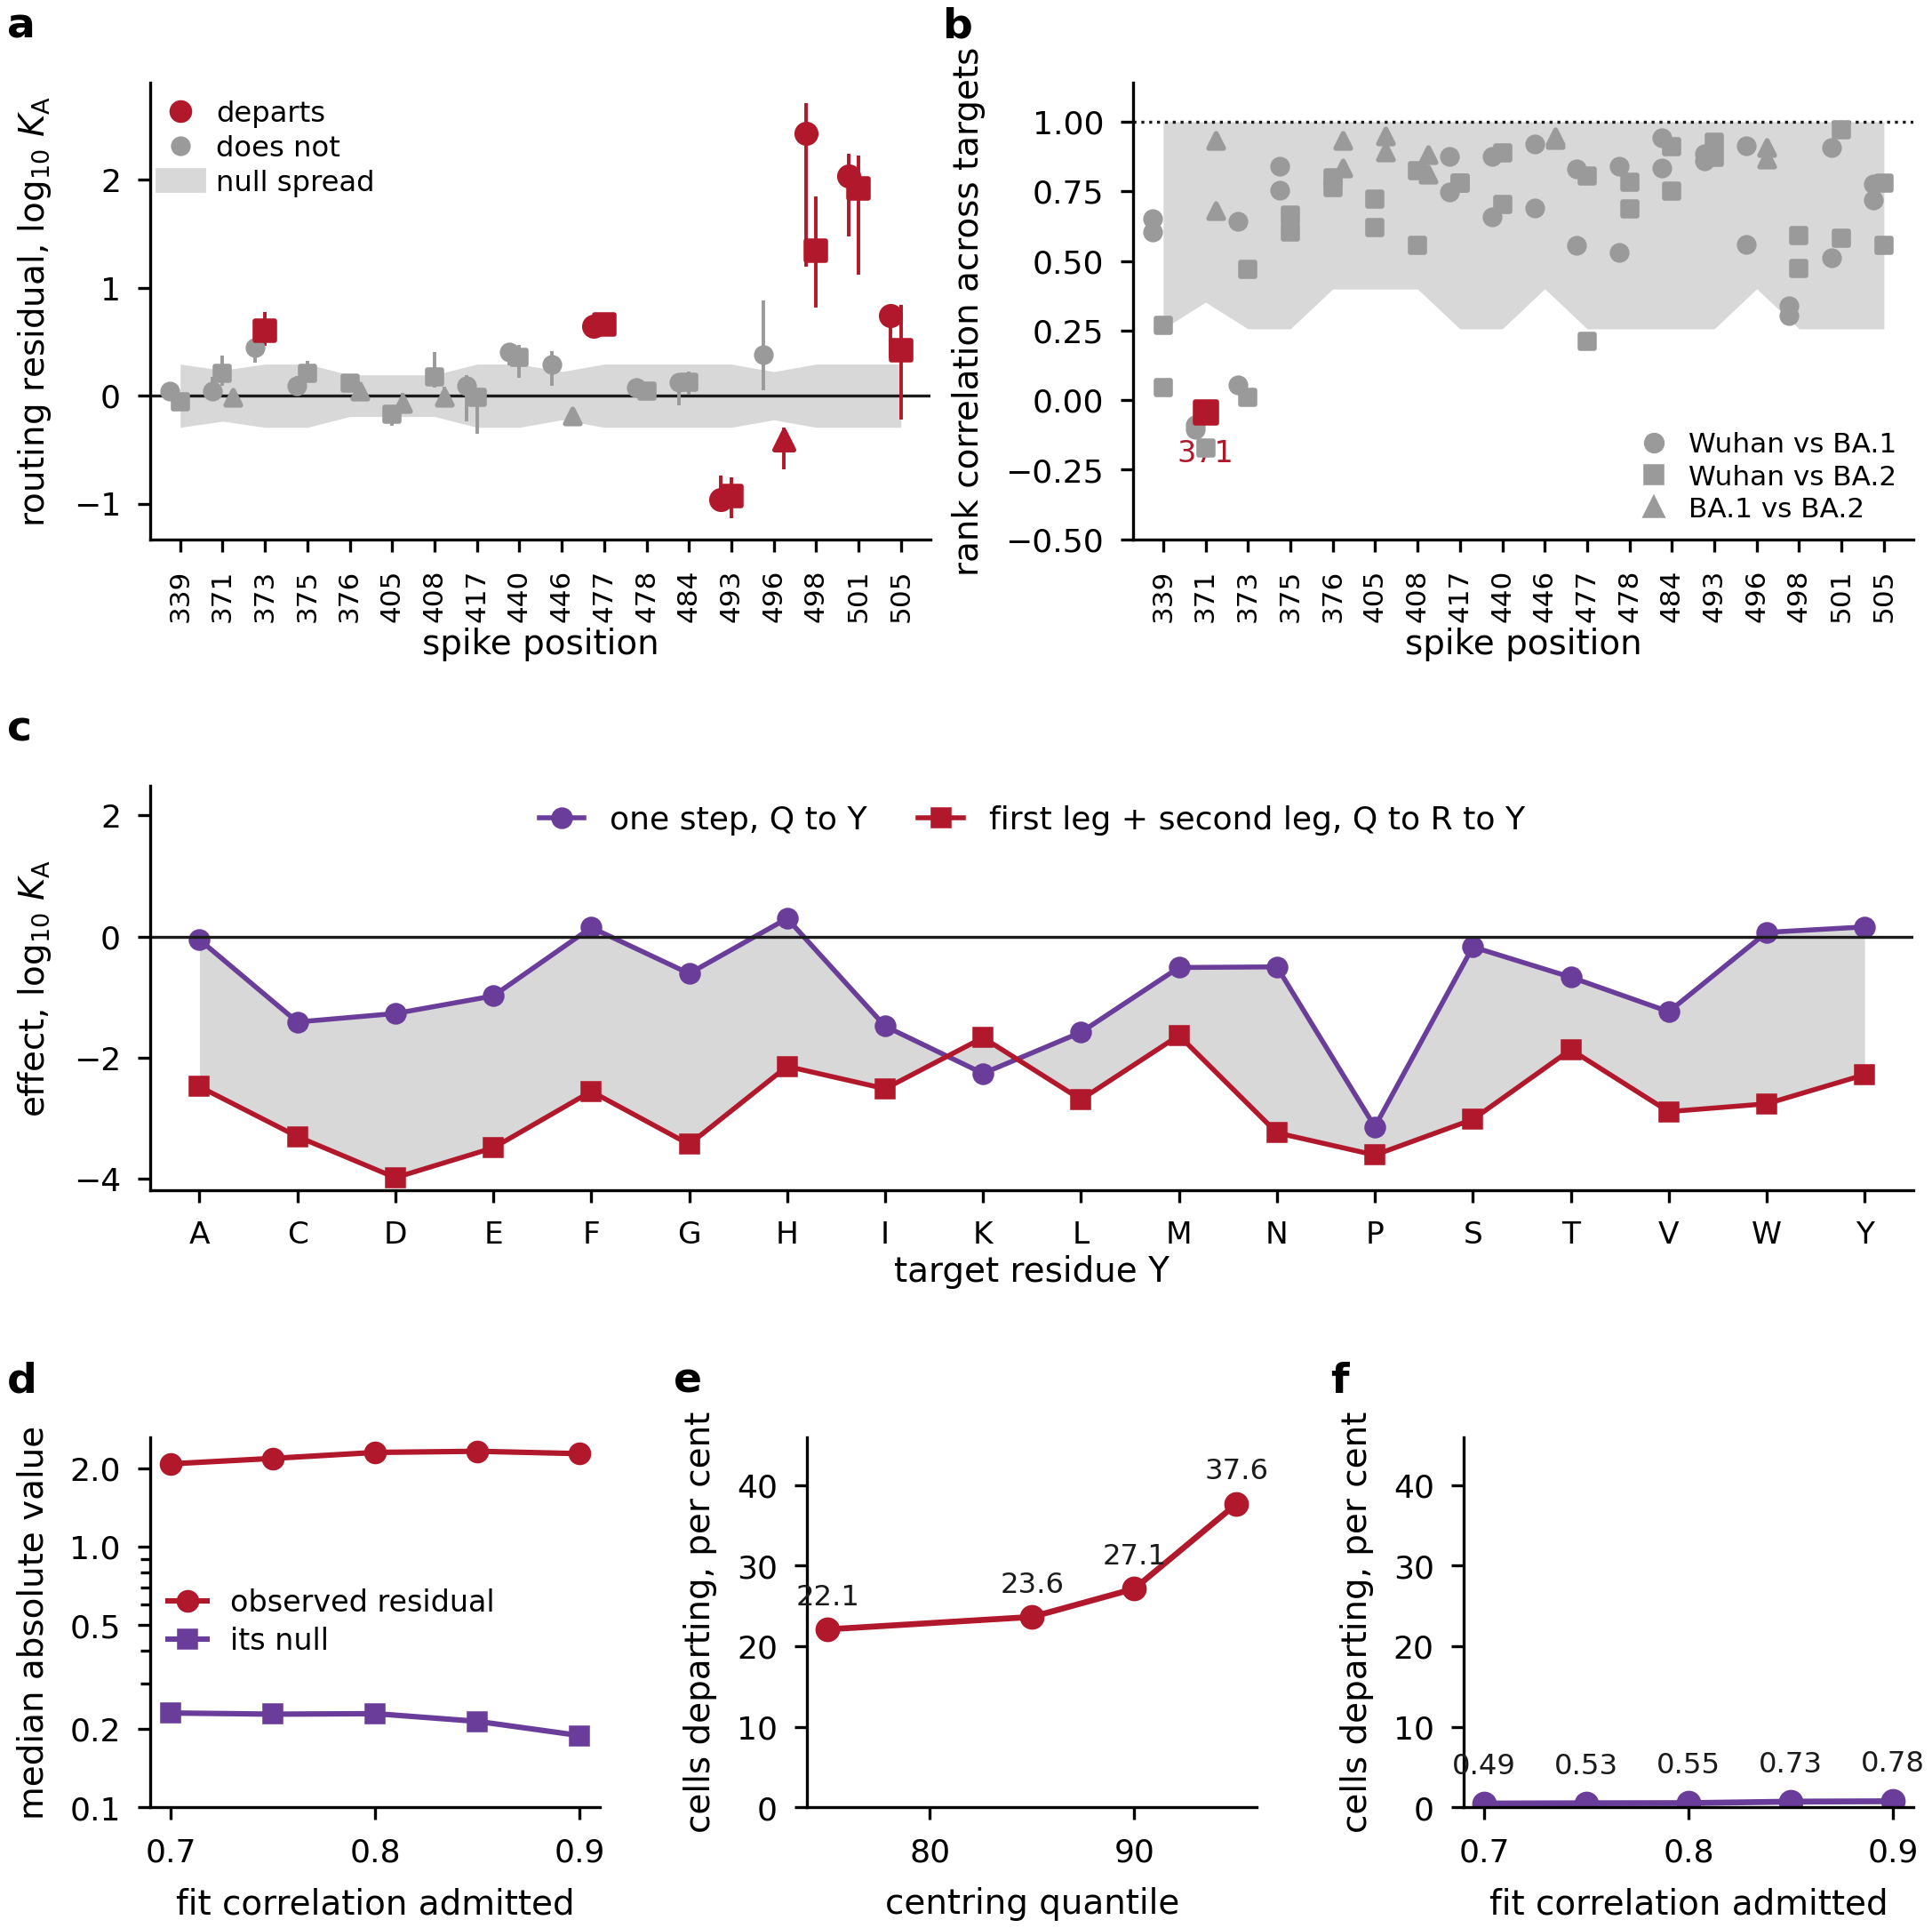 a
routing residual, log10 KA
departs
does not
null spread
2
1
0
−1
339 371 373 375 376 405 408 417 440 446 477 478 484 493 496 498 501 505
spike position
b
rank correlation across targets
1.00
0.75
0.50
0.25
0.00
−0.25
−0.50
371
Wuhan vs BA.1
Wuhan vs BA.2
BA.1 vs BA.2
339 371 373 375 376 405 408 417 440 446 477 478 484 493 496 498 501 505
spike position
c
effect, log10 KA
one step, Q to Y
first leg + second leg, Q to R to Y
2
0
−2
−4
A C D E F G H I K L M N P S T V W Y
target residue Y
d
median absolute value
2.0
1.0
0.5
0.2
0.1
observed residual
its null
0.7 0.8 0.9
fit correlation admitted
e
cells departing, per cent
40
30
20
10
0
22.1
23.6
27.1
37.6
80 90
centring quantile
f
cells departing, per cent
40
30
20
10
0
0.49 0.53 0.55 0.73 0.78
0.7 0.8 0.9
fit correlation admitted